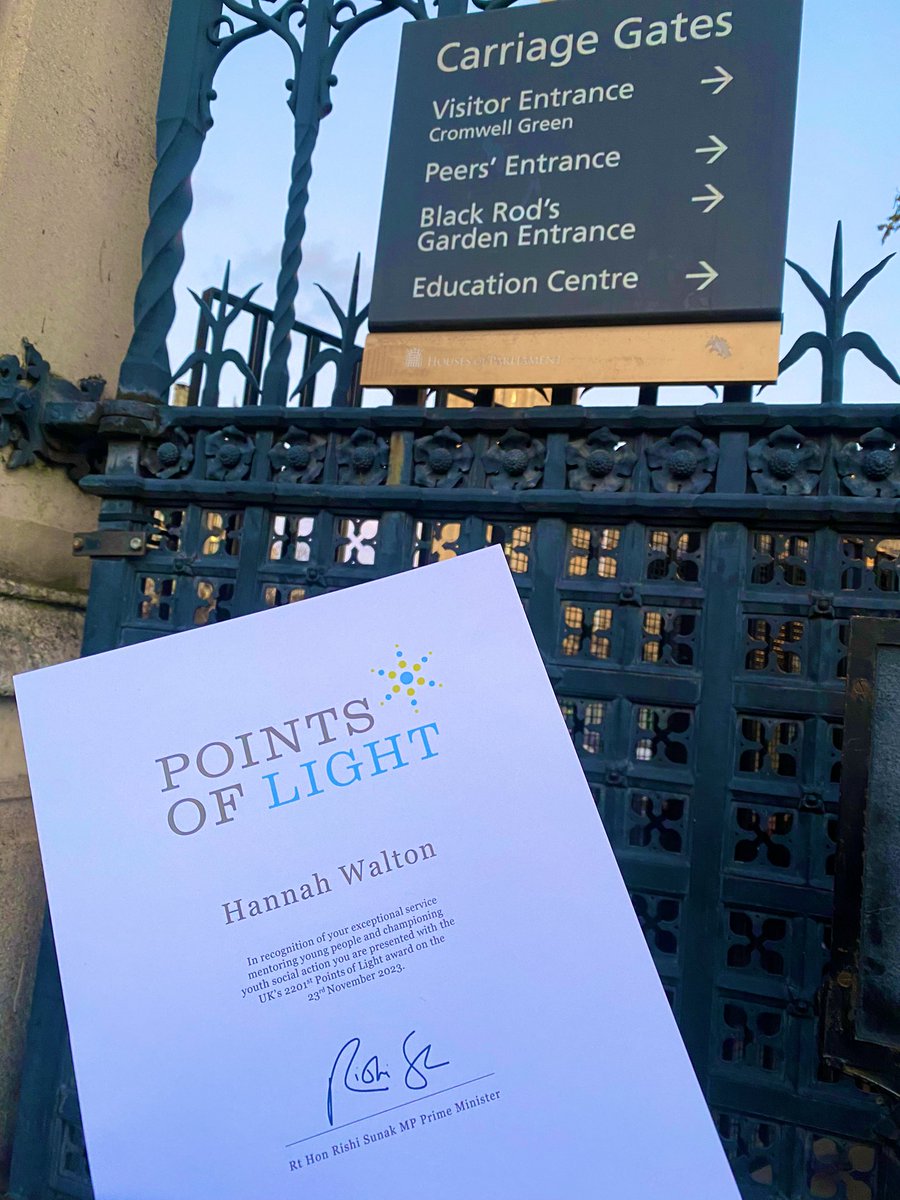 Carriage Gates
Visitor Entrance →
Cromwell Green
Peers' Entrance →
Black Rod's →
Garden Entrance
Education Centre →
HOUSES OF PARLIAMENT
POINTS
OF LIGHT
Hannah Walton
In recognition of your exceptional service
mentoring young people and championing
youth social action you are presented with the
UK's 2201st Points of Light award on the
23rd November 2023.
Rishi S
Rt Hon Rishi Sunak MP Prime Minister